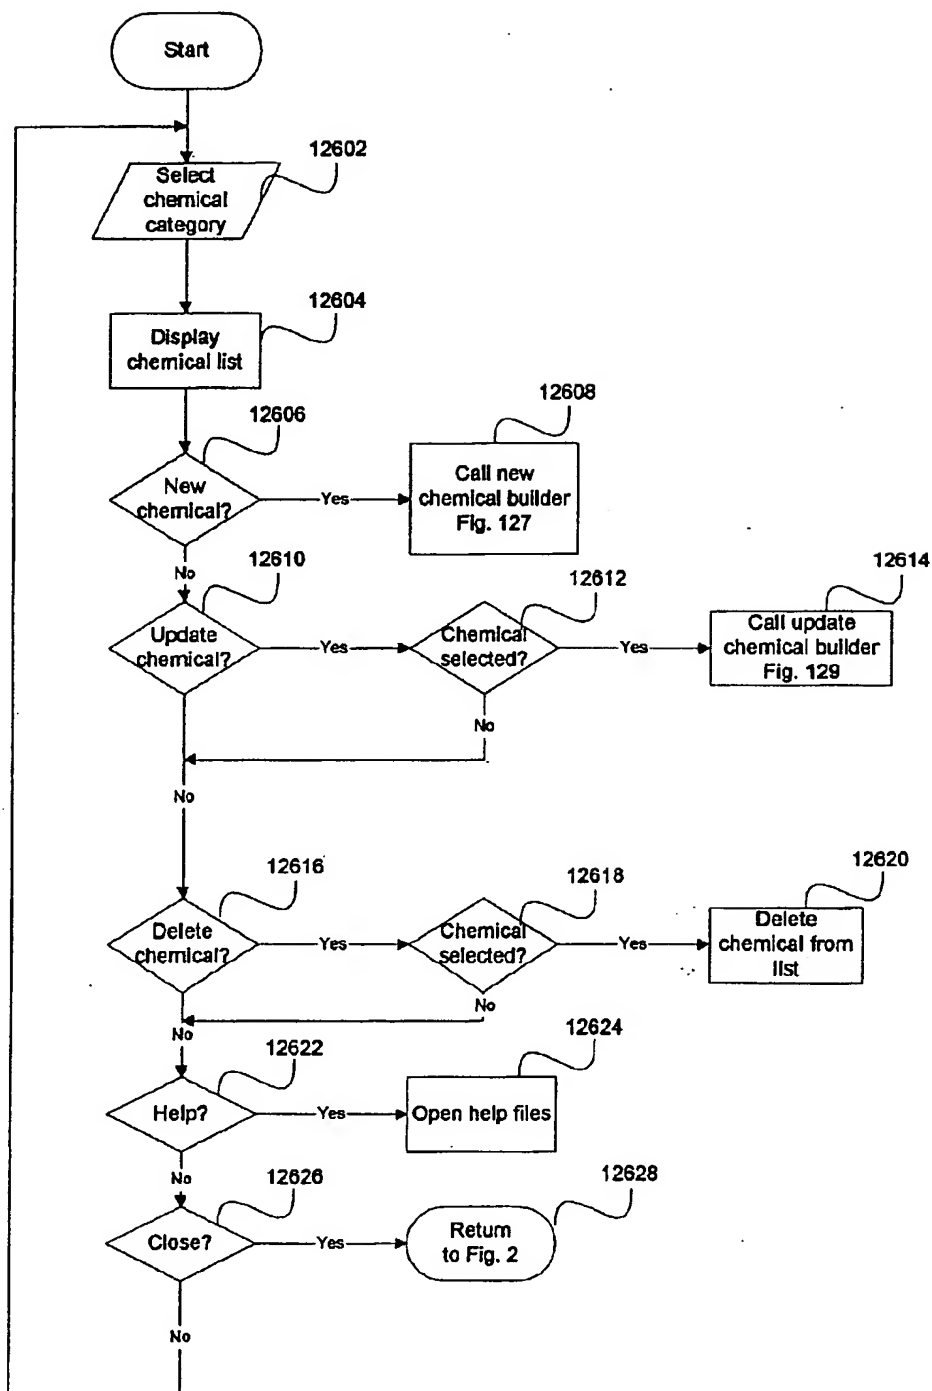 Start
12602
Select
chemical
category
12604
Display
chemical list
12606
12608
New
chemical?
Yes
Call new
chemical builder
Fig. 127
No
12610
12612
12614
Update
chemical?
Yes
Chemical
selected?
Yes
Call update
chemical builder
Fig. 129
No
No
12616
12618
12620
Delete
chemical?
Yes
Chemical
selected?
Yes
Delete
chemical from
list
No
No
12622
12624
Help?
Yes
Open help files
No
12626
12628
Close?
Yes
Return
to Fig. 2
No